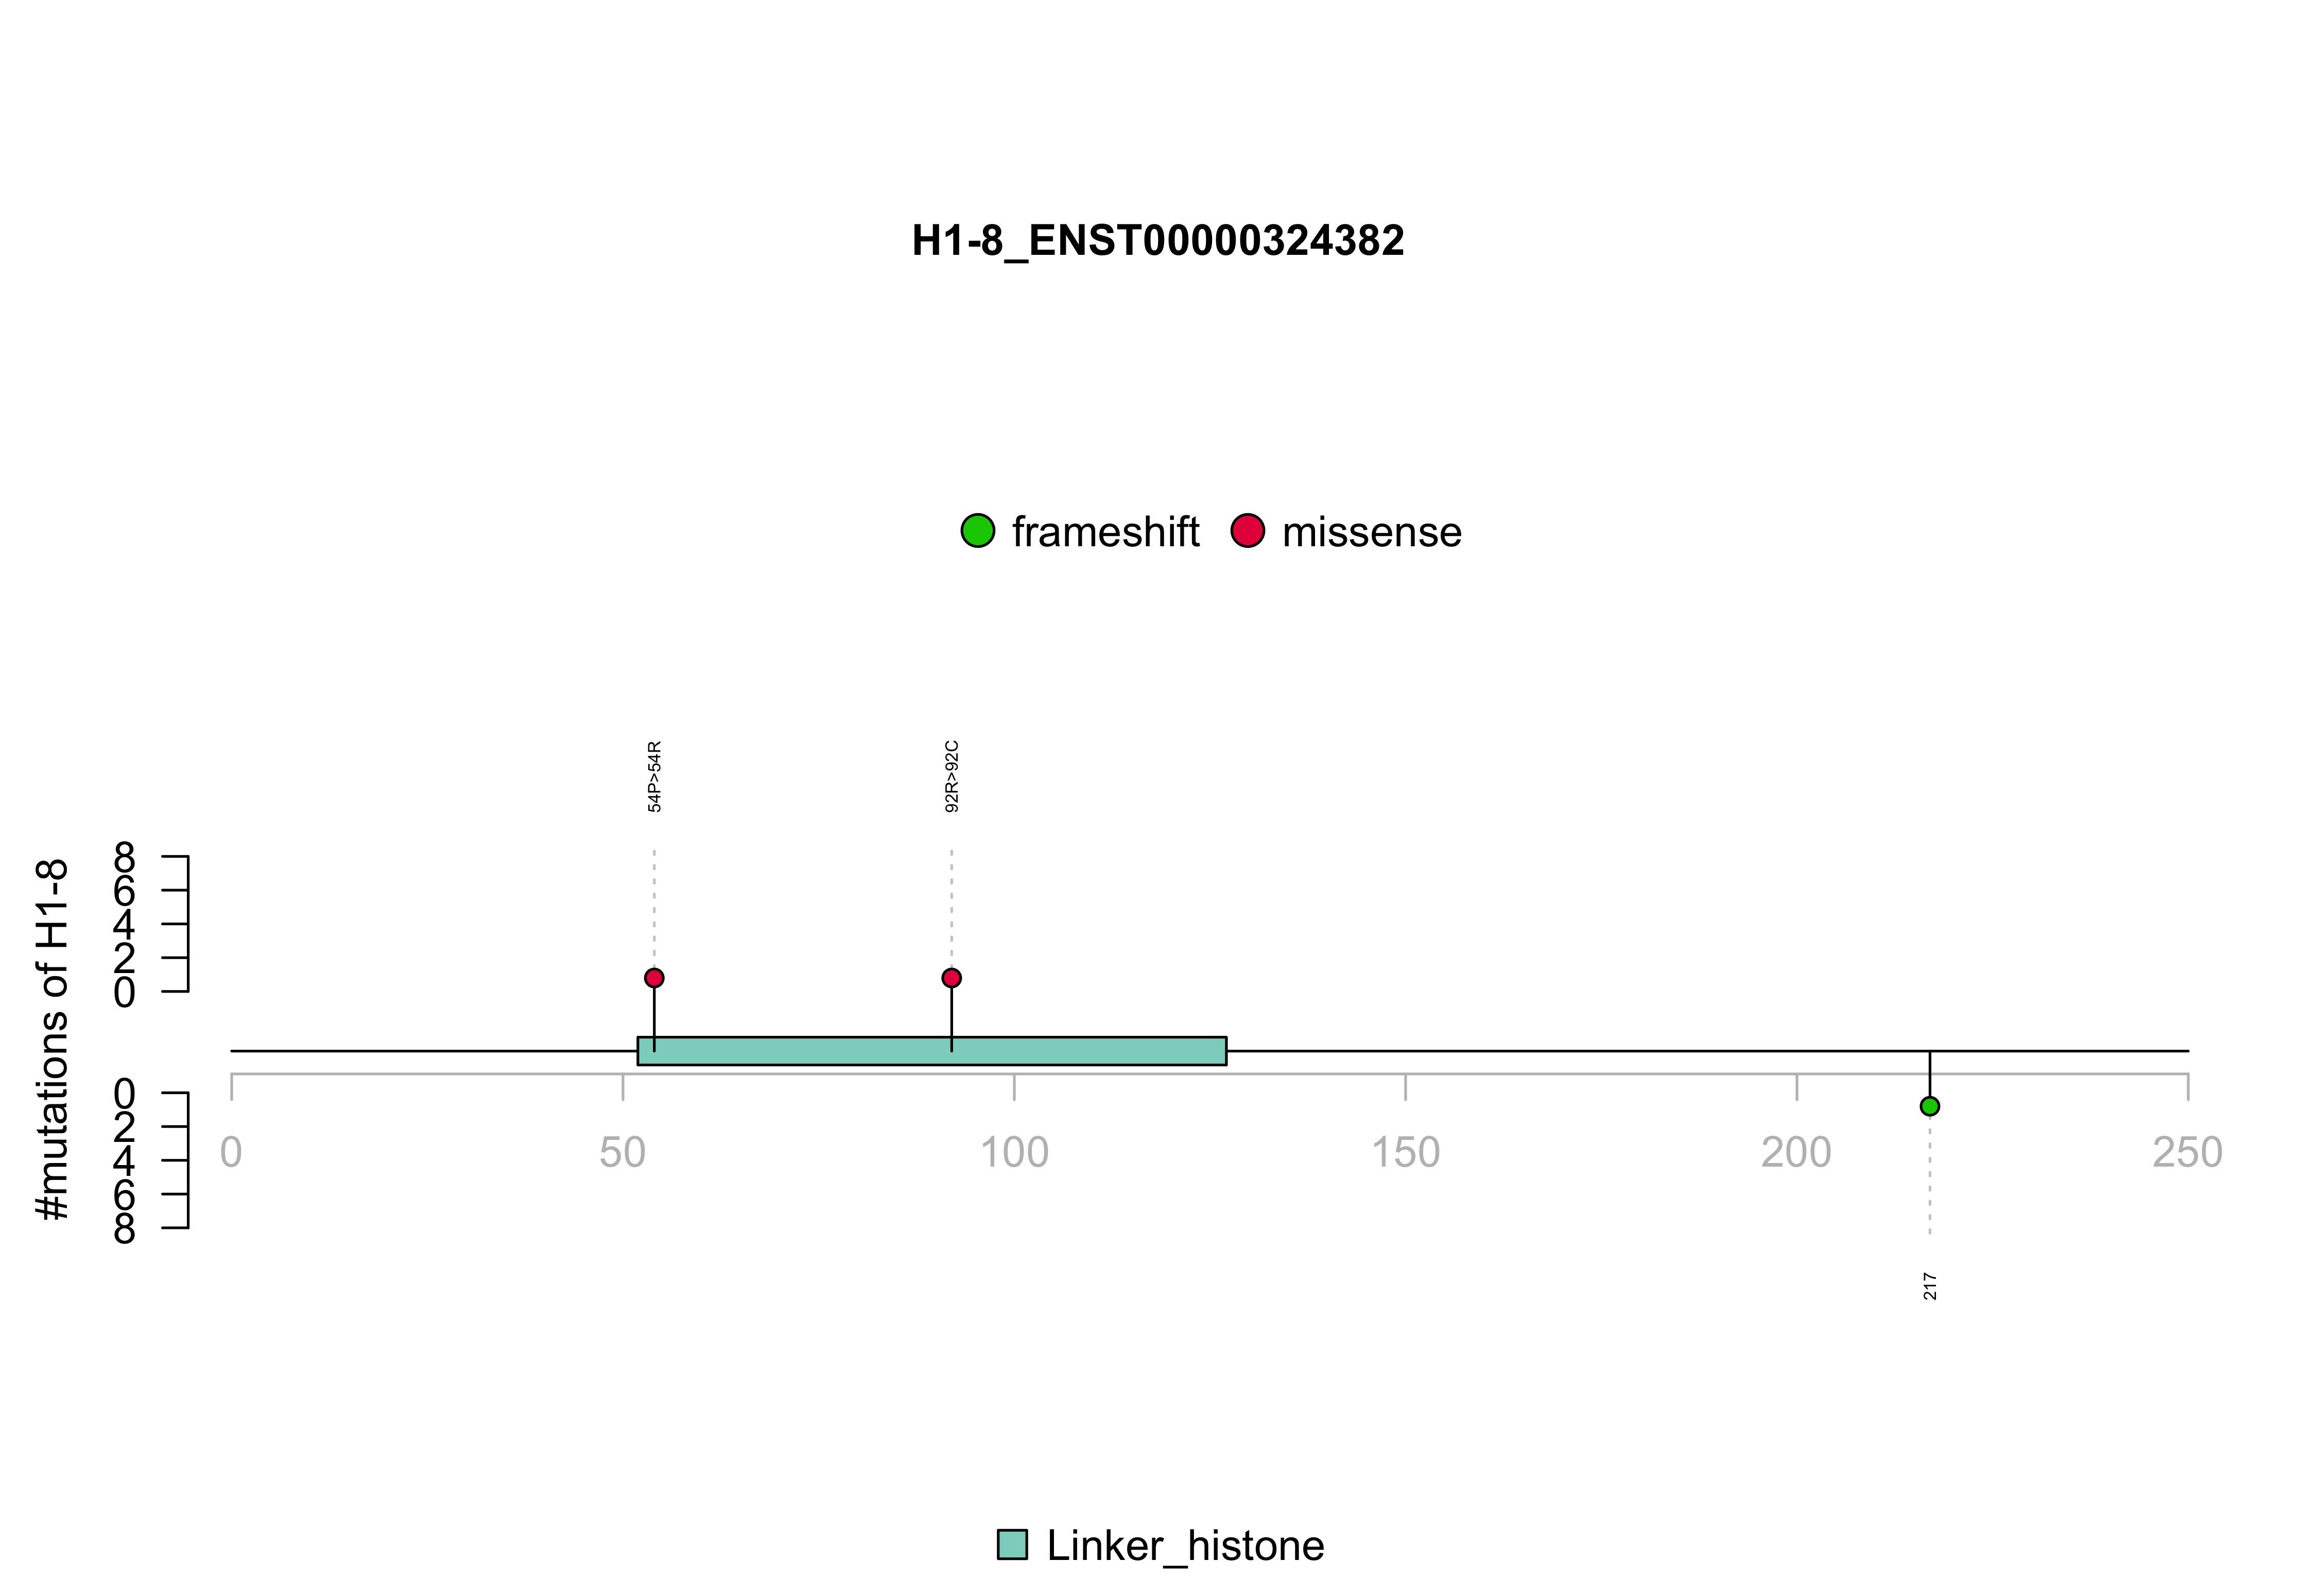 H1-8_ENST00000324382
frameshift missense
54P>54R
92R>92C
#mutations of H1-8
8
6
4
2
0
0
2
4
6
8
0 50 100 150 200 250
217
Linker_histone